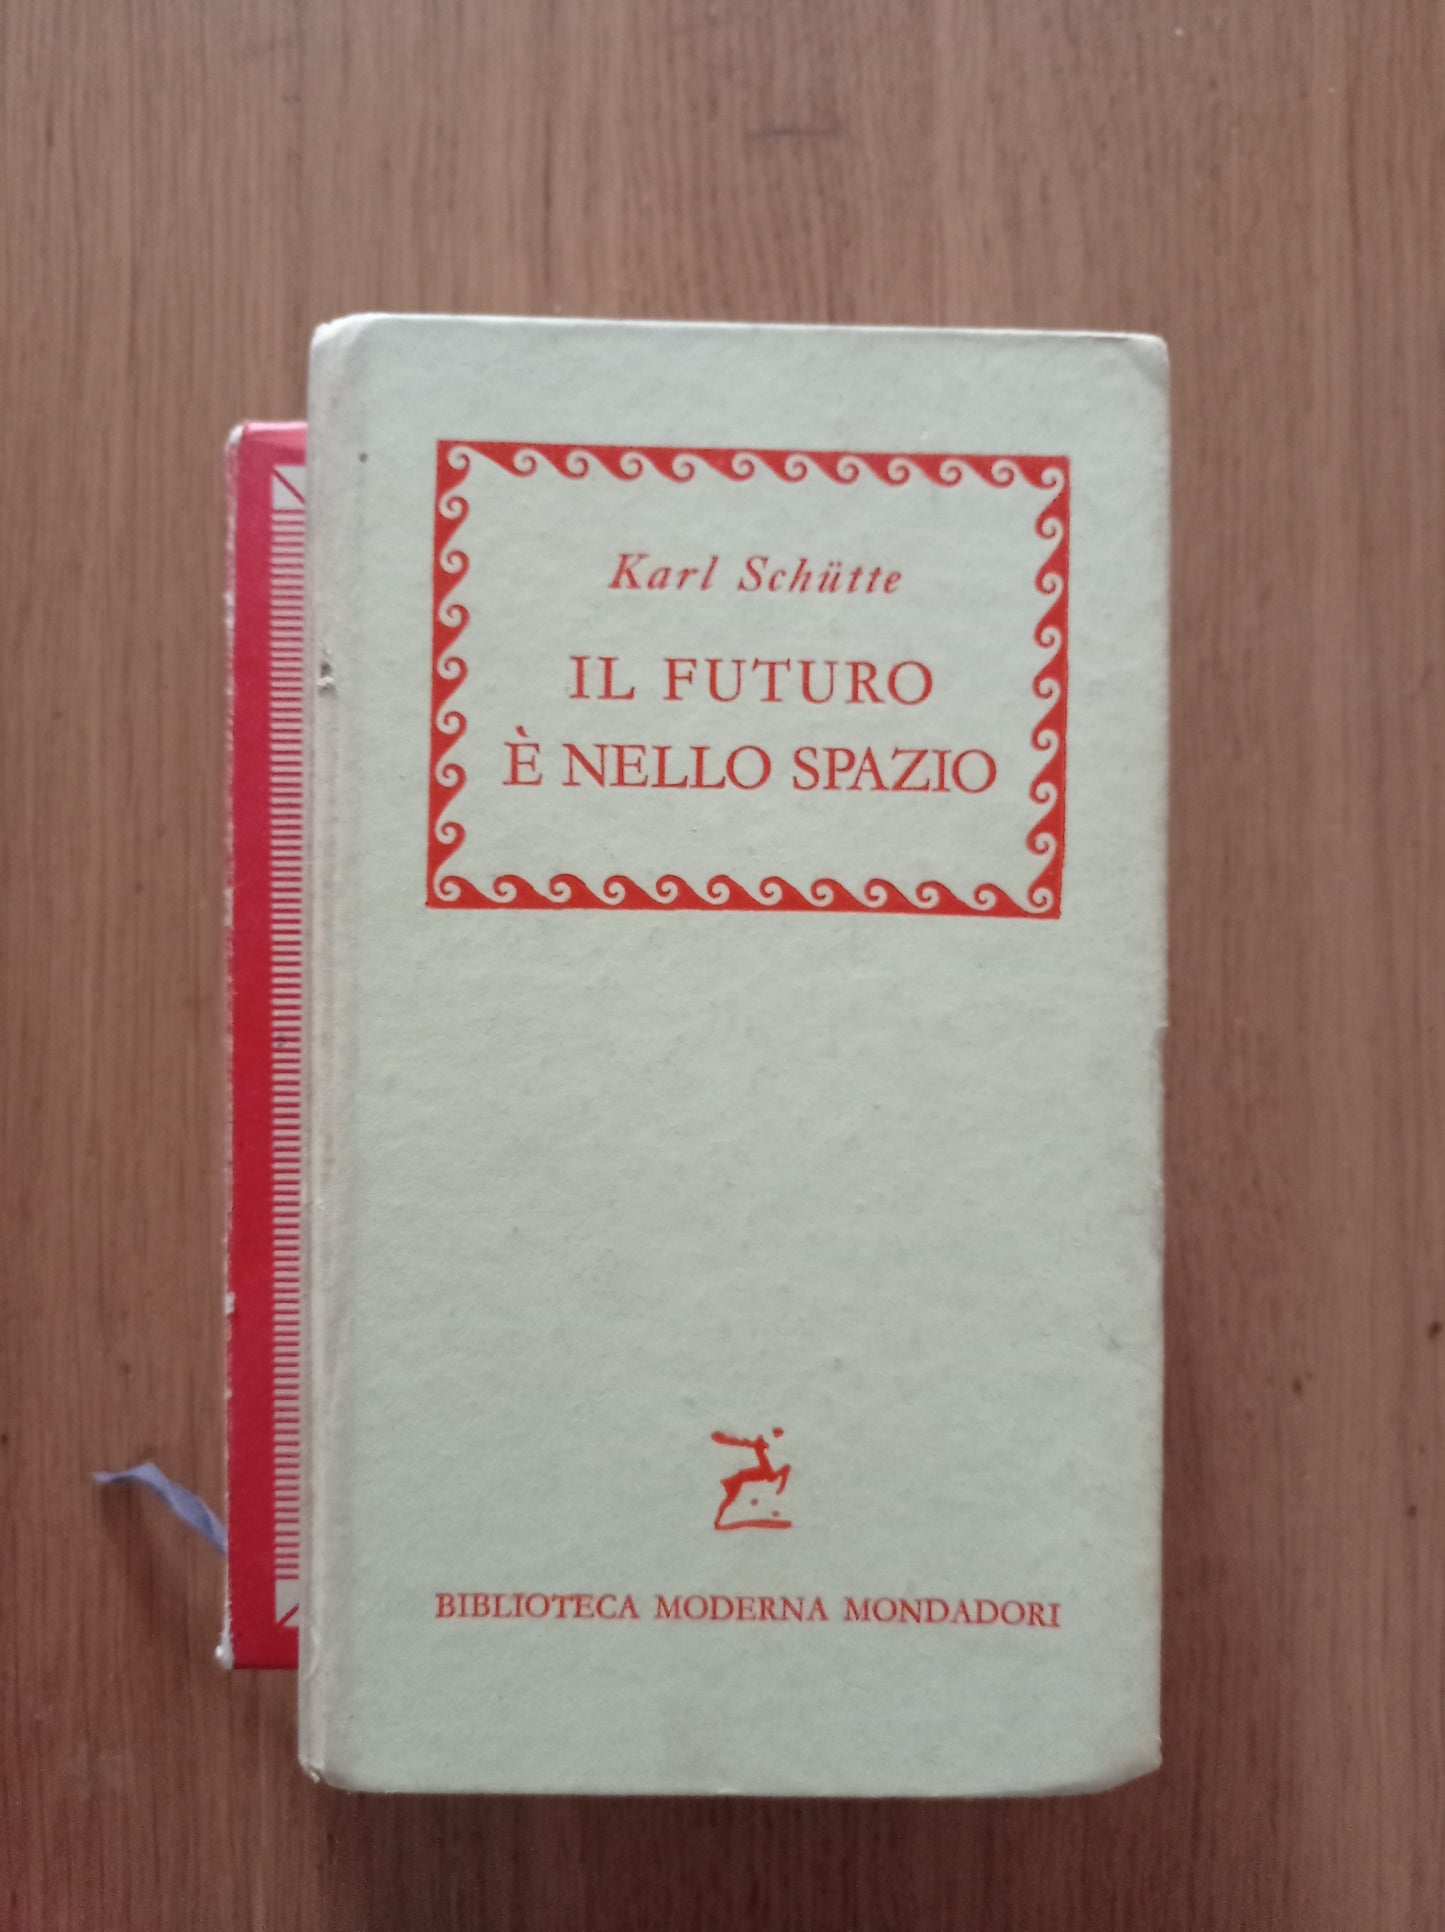 Karl Schütte
IL FUTURO
È NELLO SPAZIO
BIBLIOTECA MODERNA MONDADORI